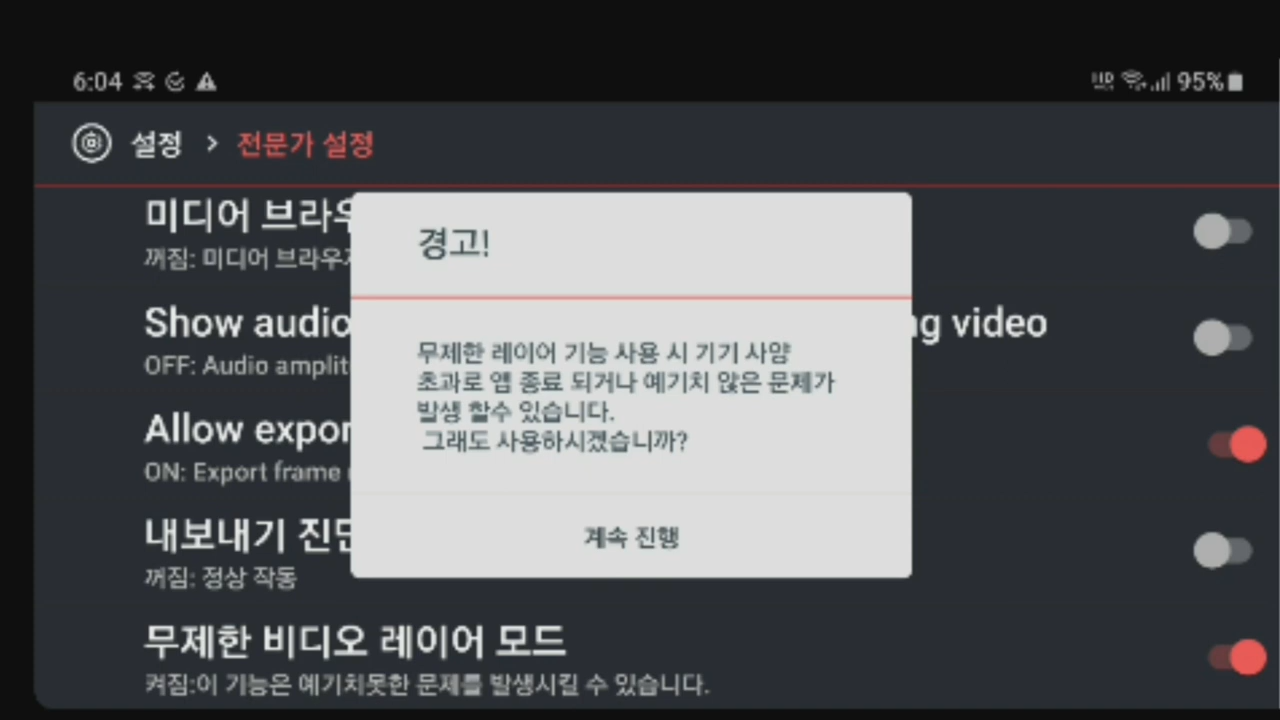 6:04
95%
설정 > 전문가 설정
미디어 브라우
꺼짐: 미디어 브라우
경고!
Show audio
ng video
OFF: Audio amplit
무제한 레이어 기능 사용 시 기기 사양
초과로 앱 종료 되거나 예기치 않은 문제가
발생 할수 있습니다.
그래도 사용하시겠습니까?
Allow expor
ON: Export frame
계속 진행
내보내기 진단
꺼짐: 정상 작동
무제한 비디오 레이어 모드
켜짐:이 기능은 예기치못한 문제를 발생시킬 수 있습니다.